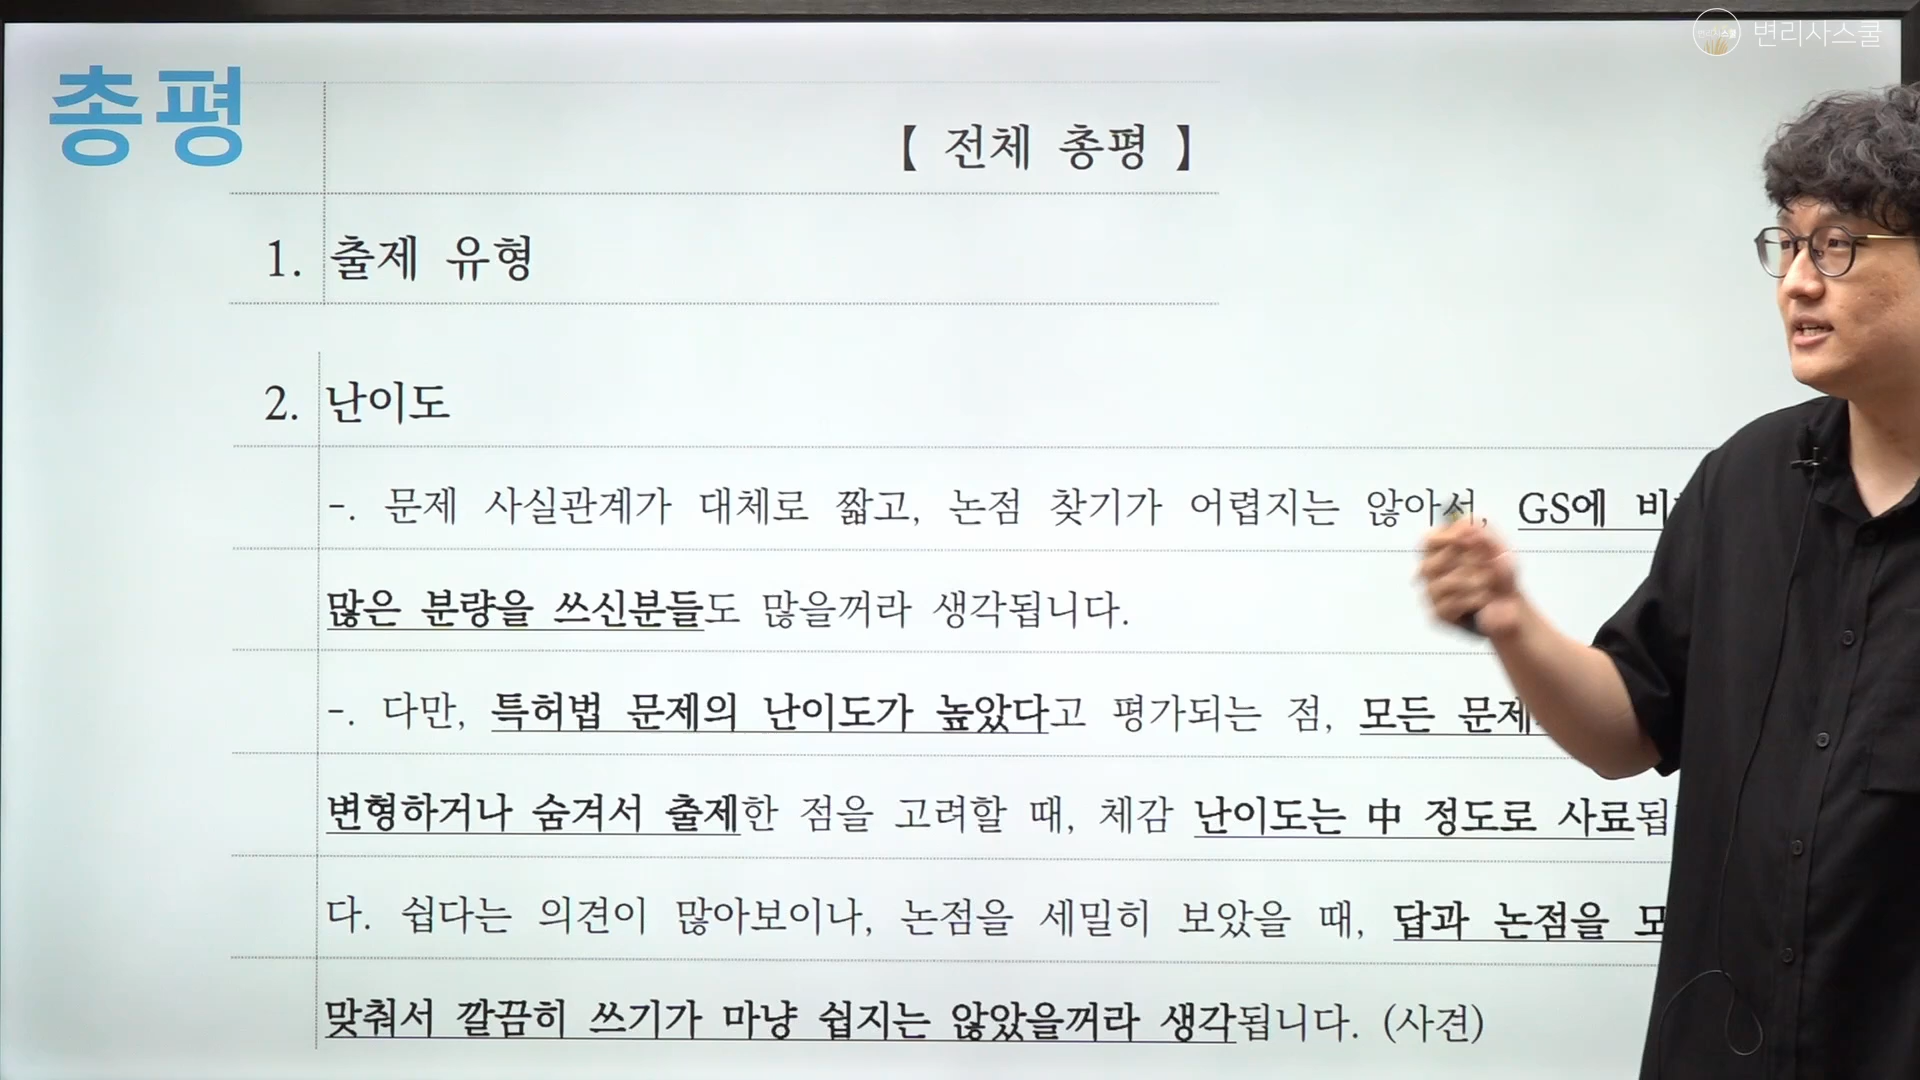 변리사스쿨
총평
【 전체 총평 】
1. 출제 유형
2. 난이도
-. 문제 사실관계가 대체로 짧고, 논점 찾기가 어렵지는 않아서, GS에
많은 분량을 쓰신분들도 많을꺼라 생각됩니다.
-. 다만, 특허법 문제의 난이도가 높았다고 평가되는 점, 모든 문제
변형하거나 숨겨서 출제한 점을 고려할 때, 체감 난이도는 中 정도로 사료됩
다. 쉽다는 의견이 많아보이나, 논점을 세밀히 보았을 때, 답과 논점을
맞춰서 깔끔히 쓰기가 마냥 쉽지는 않았을꺼라 생각됩니다. (사견)